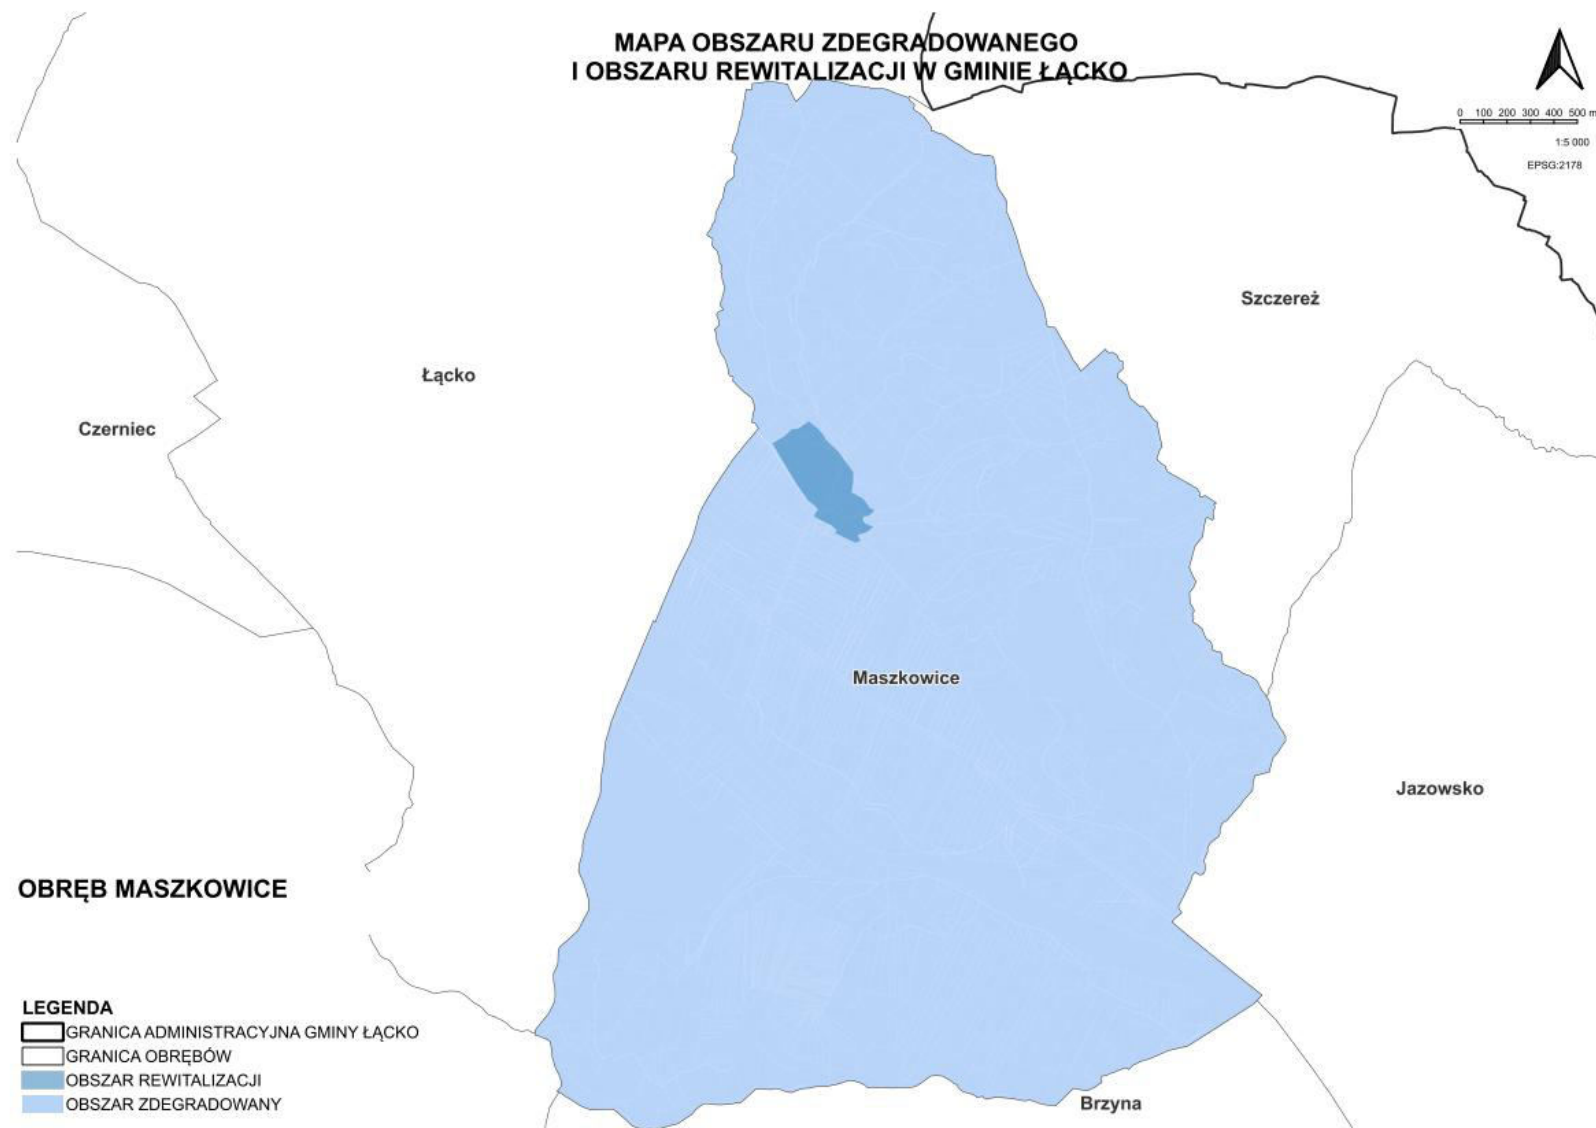 MAPA OBSZARU ZDEGRADOWANEGO
I OBSZARU REWITALIZACJI W GMINIE ŁĄCKO
0 100 200 300 400 500 m
1:5 000
EPSG:2178
Szczereż
Łącko
Czerniec
Maszkowice
Jazowsko
OBRĘB MASZKOWICE
LEGENDA
GRANICA ADMINISTRACYJNA GMINY ŁĄCKO
GRANICA OBRĘBÓW
OBSZAR REWITALIZACJI
OBSZAR ZDEGRADOWANY
Brzyna